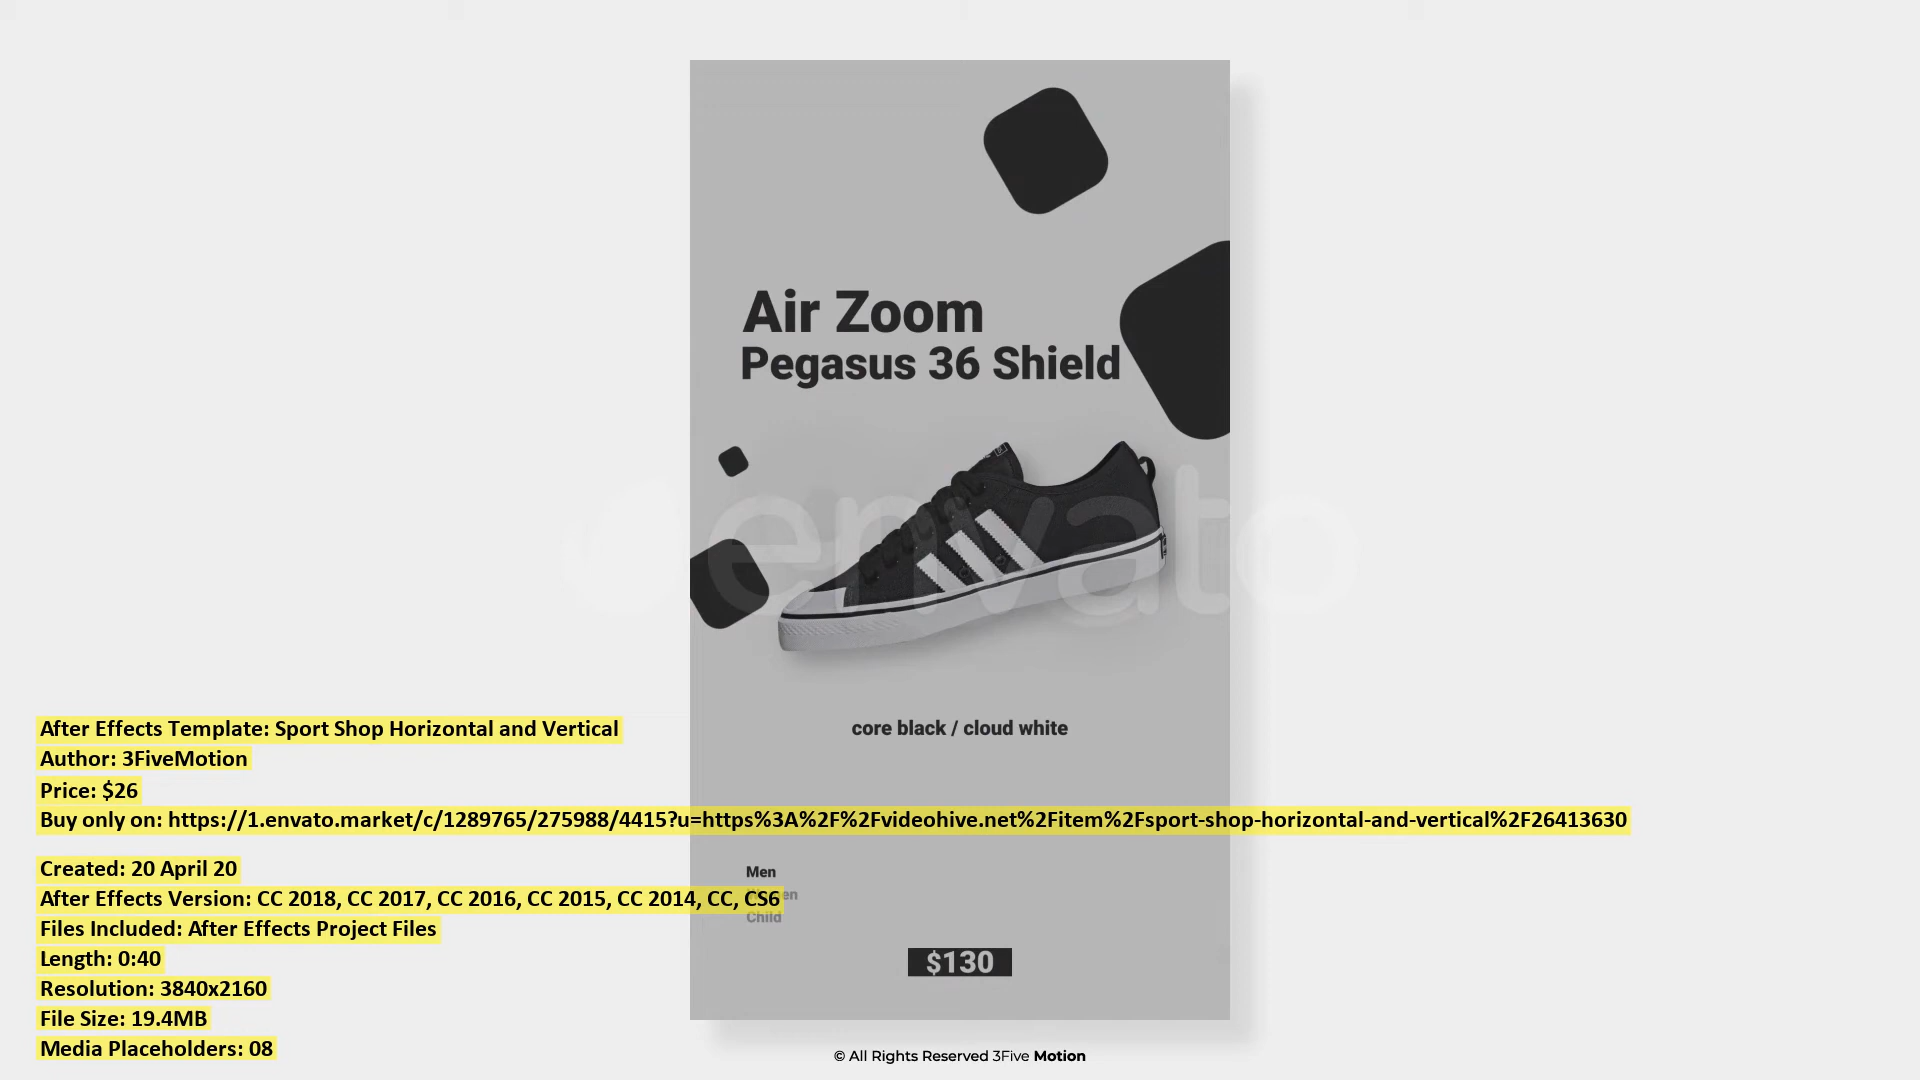 Air Zoom
Pegasus 36 Shield
envato
core black / cloud white
After Effects Template: Sport Shop Horizontal and Vertical
Author: 3FiveMotion
Price: $26
Buy only on: https://1.envato.market/c/1289765/275988/4415?u=https%3A%2F%2Fvideohive.net%2Fitem%2Fsport-shop-horizontal-and-vertical%2F26413630
Created: 20 April 20
Men
After Effects Version: CC 2018, CC 2017, CC 2016, CC 2015, CC 2014, CC, CS6
Child
Files Included: After Effects Project Files
Length: 0:40
$130
Resolution: 3840x2160
File Size: 19.4MB
Media Placeholders: 08
© All Rights Reserved 3Five Motion